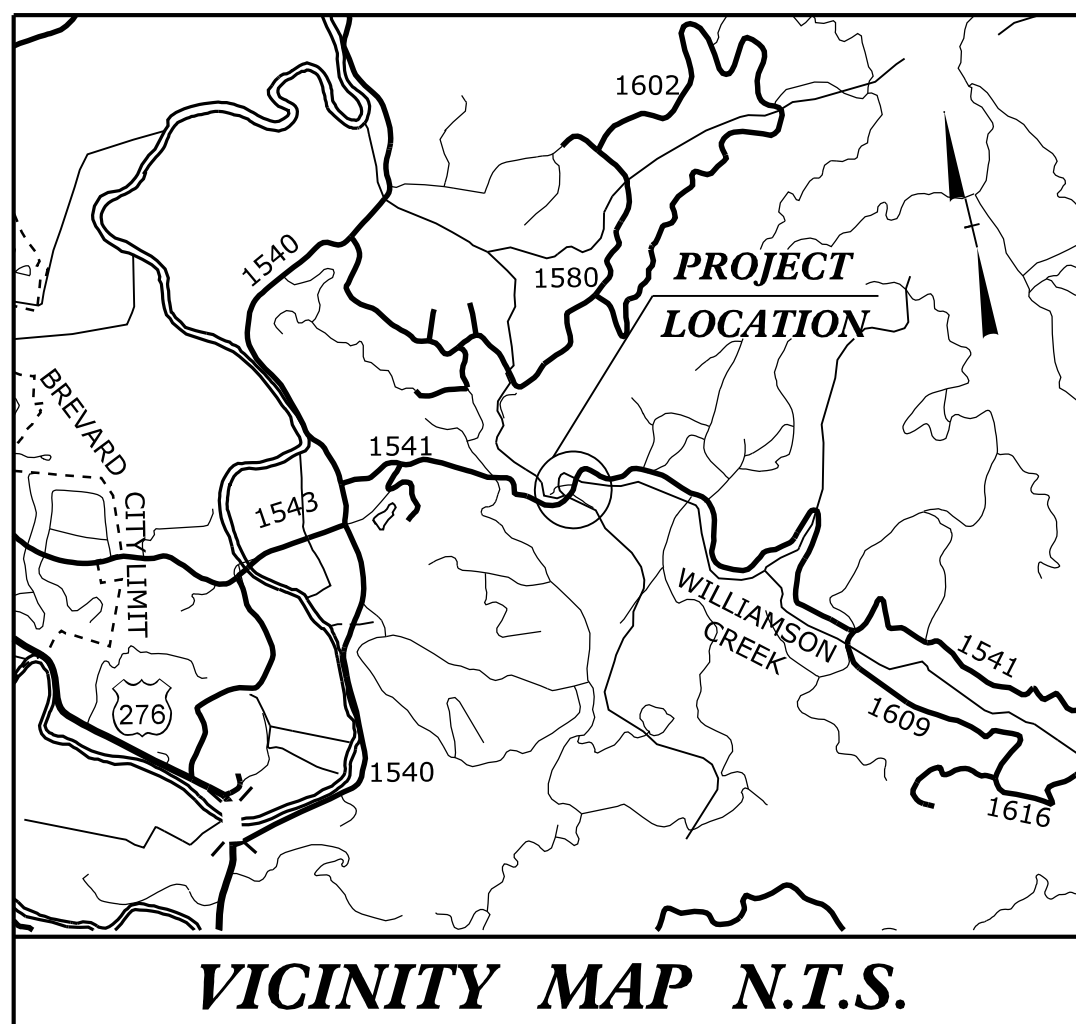 1602
1540
PROJECT
1580
LOCATION
BREVARD
CITY LIMIT
1541
1543
WILLIAMSON
CREEK
1541
276
1609
1540
1616
VICINITY MAP N.T.S.